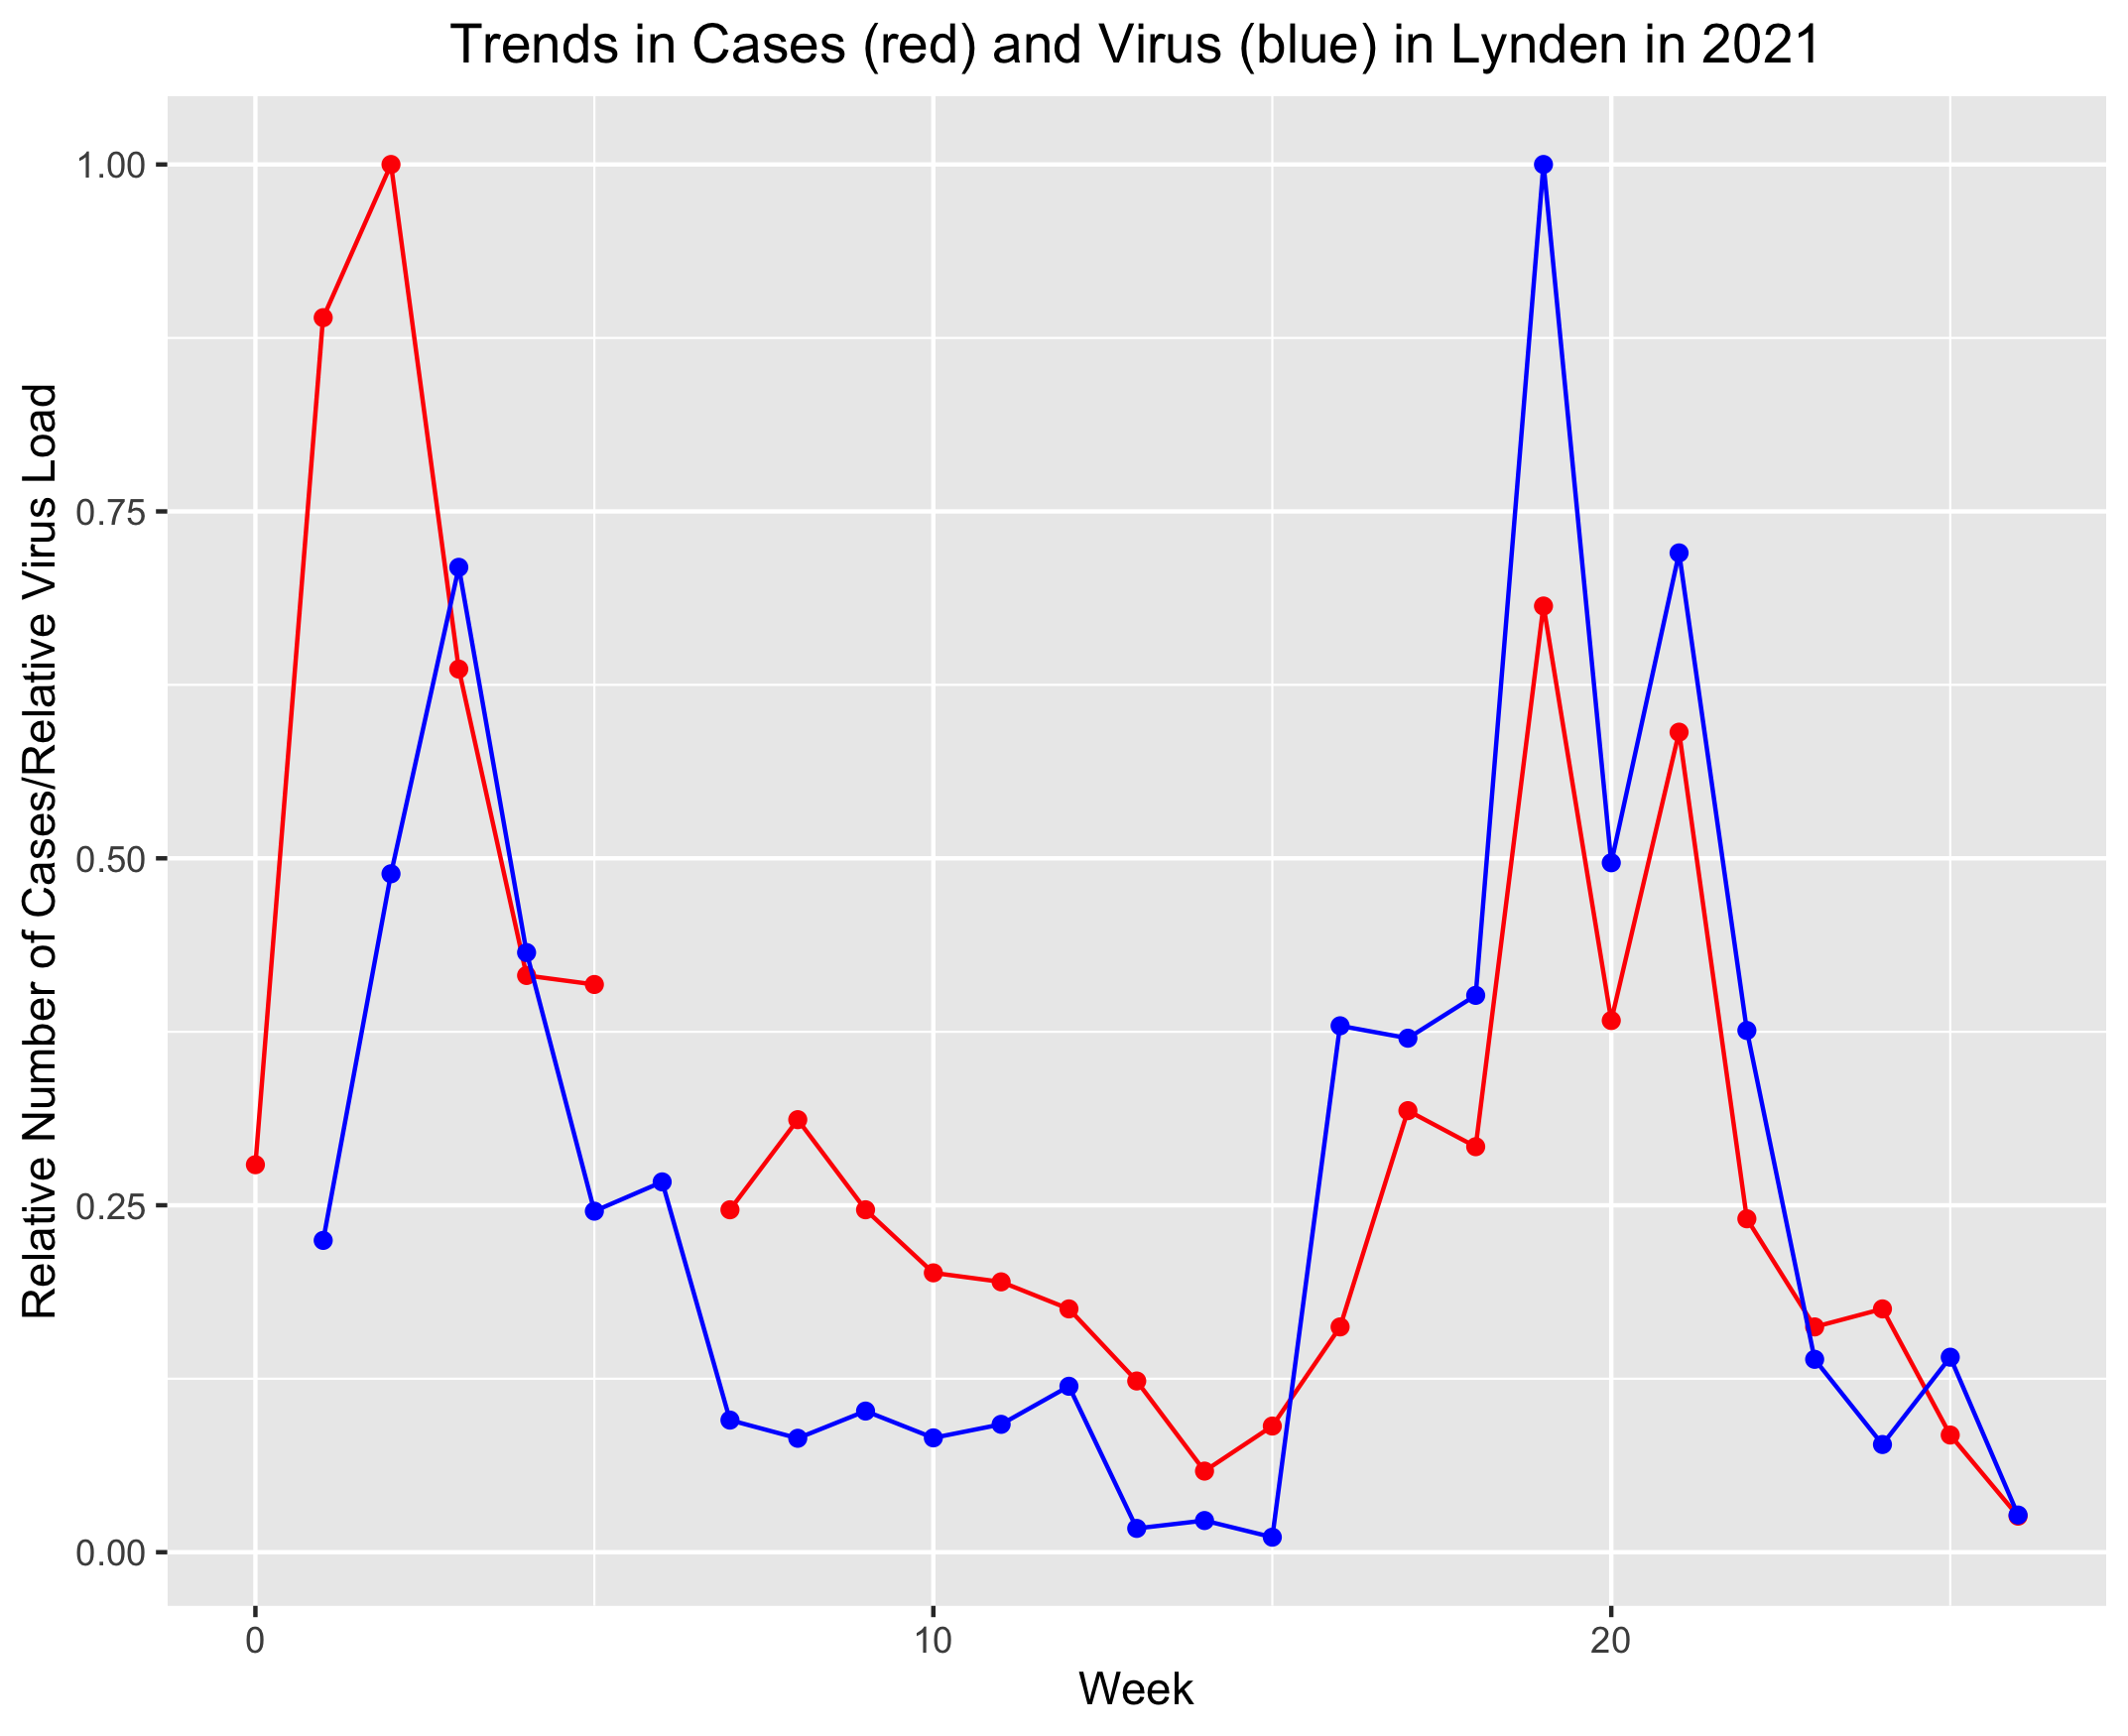 Trends in Cases (red) and Virus (blue) in Lynden in 2021
Relative Number of Cases/Relative Virus Load
1.00
0.75
0.50
0.25
0.00
0
10
20
Week